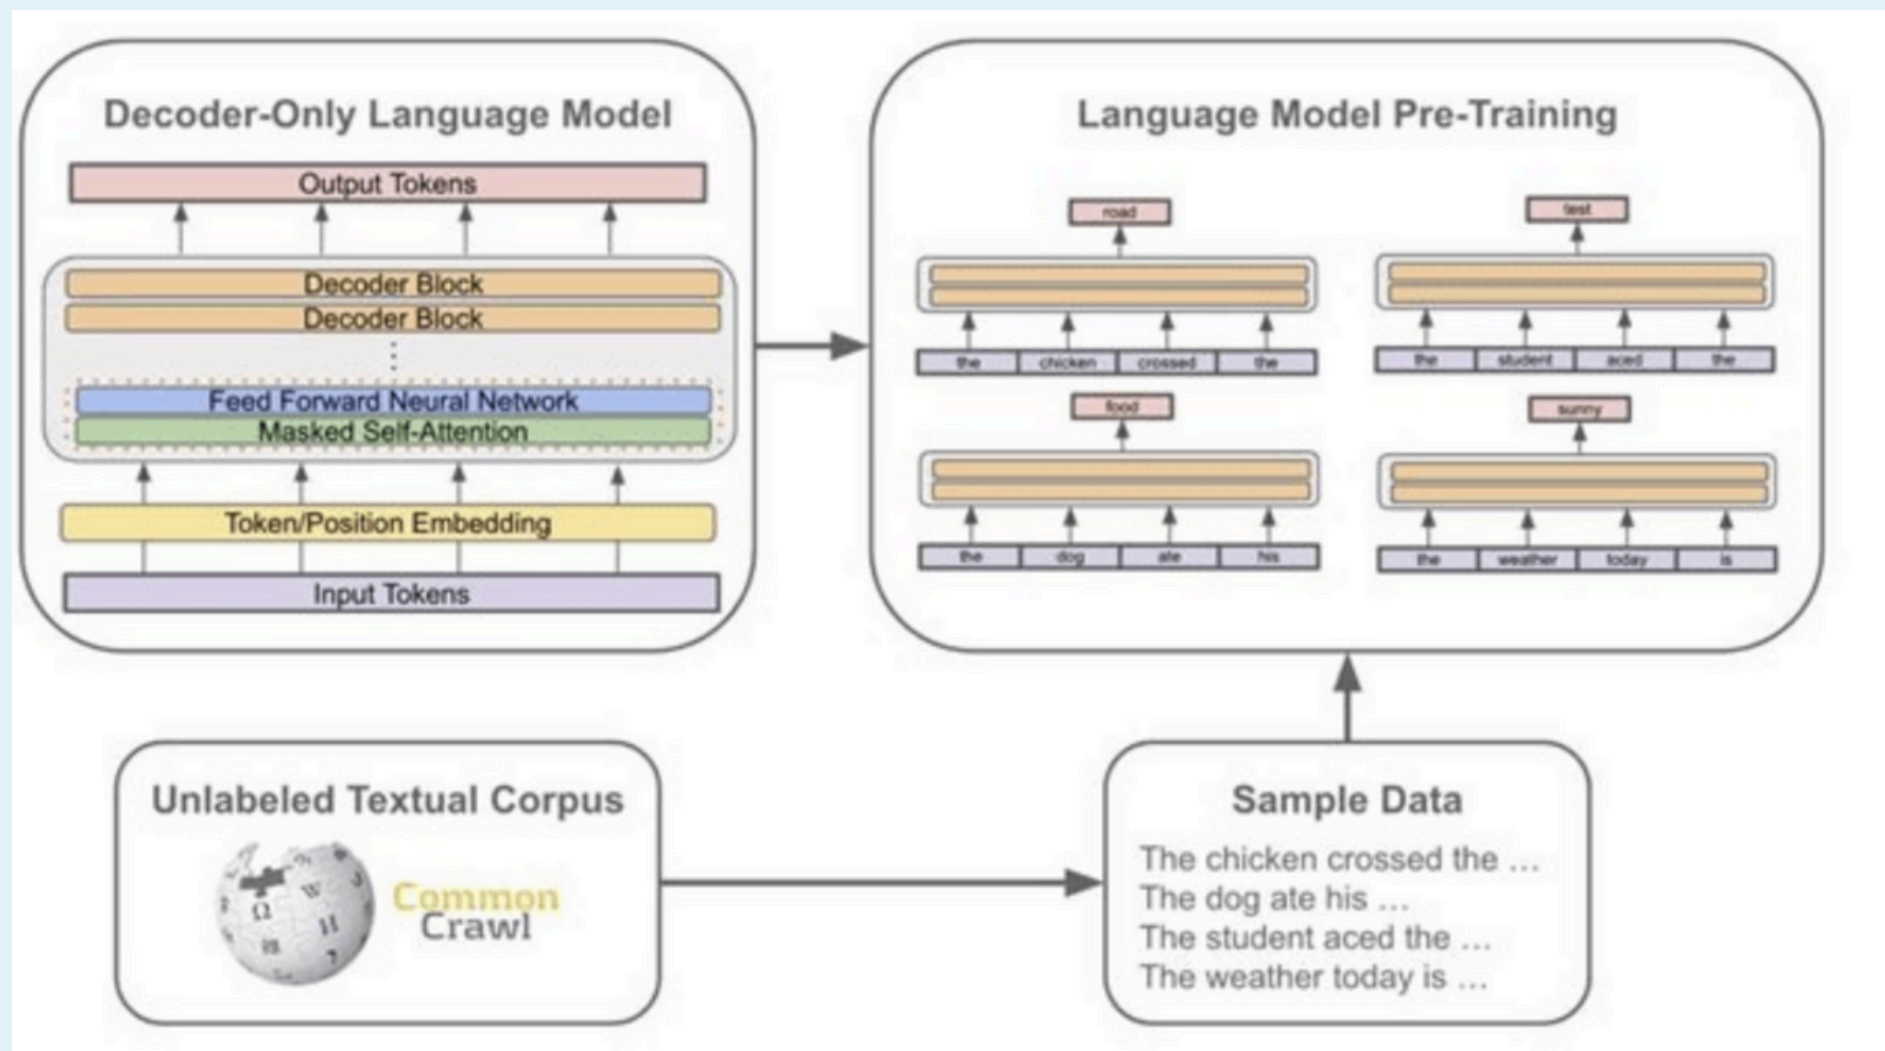 Decoder-Only Language Model
Output Tokens
Decoder Block
Decoder Block
Feed Forward Neural Network
Masked Self-Attention
Token/Position Embedding
Input Tokens
Language Model Pre-Training
road
the chicken crossed the
test
the student aced the
food
the dog ate his
sunny
the weather today is
Unlabeled Textual Corpus
Ω W
И
Common
Crawl
Sample Data
The chicken crossed the ...
The dog ate his ...
The student aced the ...
The weather today is ...